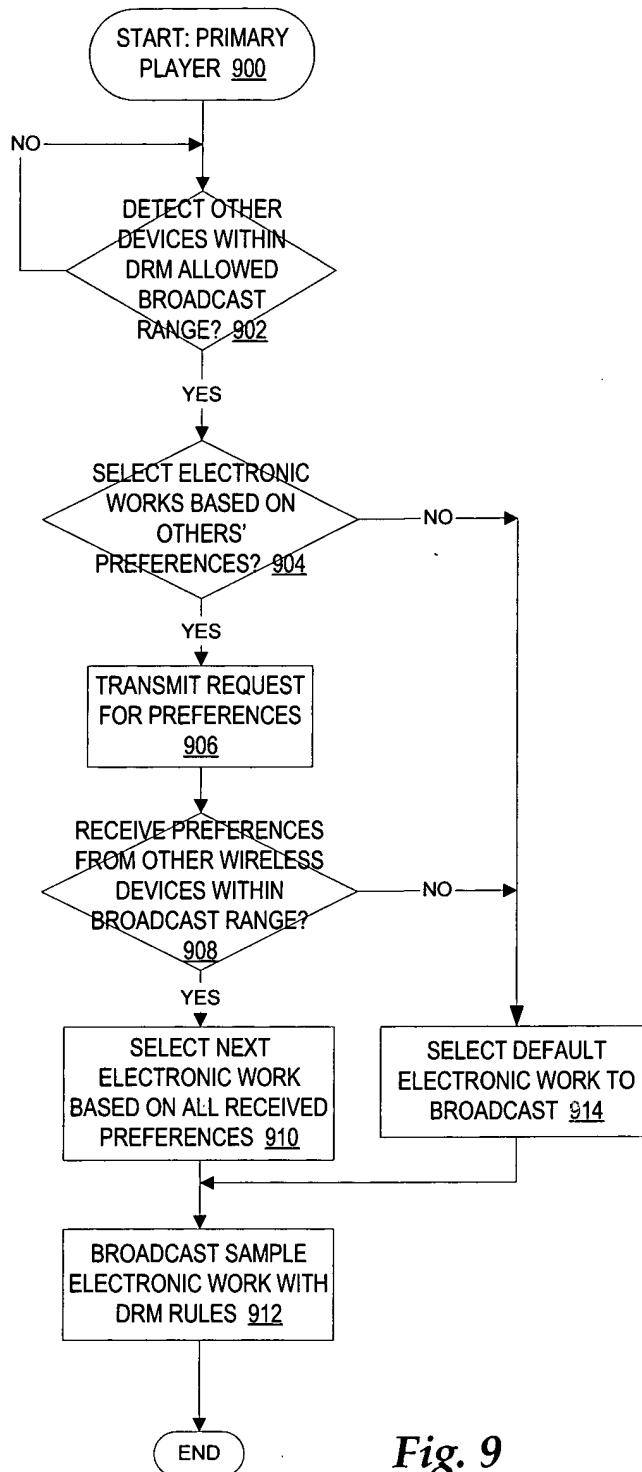 START: PRIMARY
PLAYER 900
NO
DETECT OTHER
DEVICES WITHIN
DRM ALLOWED
BROADCAST
RANGE? 902
YES
SELECT ELECTRONIC
WORKS BASED ON
OTHERS'
PREFERENCES? 904
NO
YES
TRANSMIT REQUEST
FOR PREFERENCES
906
RECEIVE PREFERENCES
FROM OTHER WIRELESS
DEVICES WITHIN
BROADCAST RANGE?
908
NO
YES
SELECT NEXT
ELECTRONIC WORK
BASED ON ALL RECEIVED
PREFERENCES 910
SELECT DEFAULT
ELECTRONIC WORK TO
BROADCAST 914
BROADCAST SAMPLE
ELECTRONIC WORK WITH
DRM RULES 912
END
Fig. 9